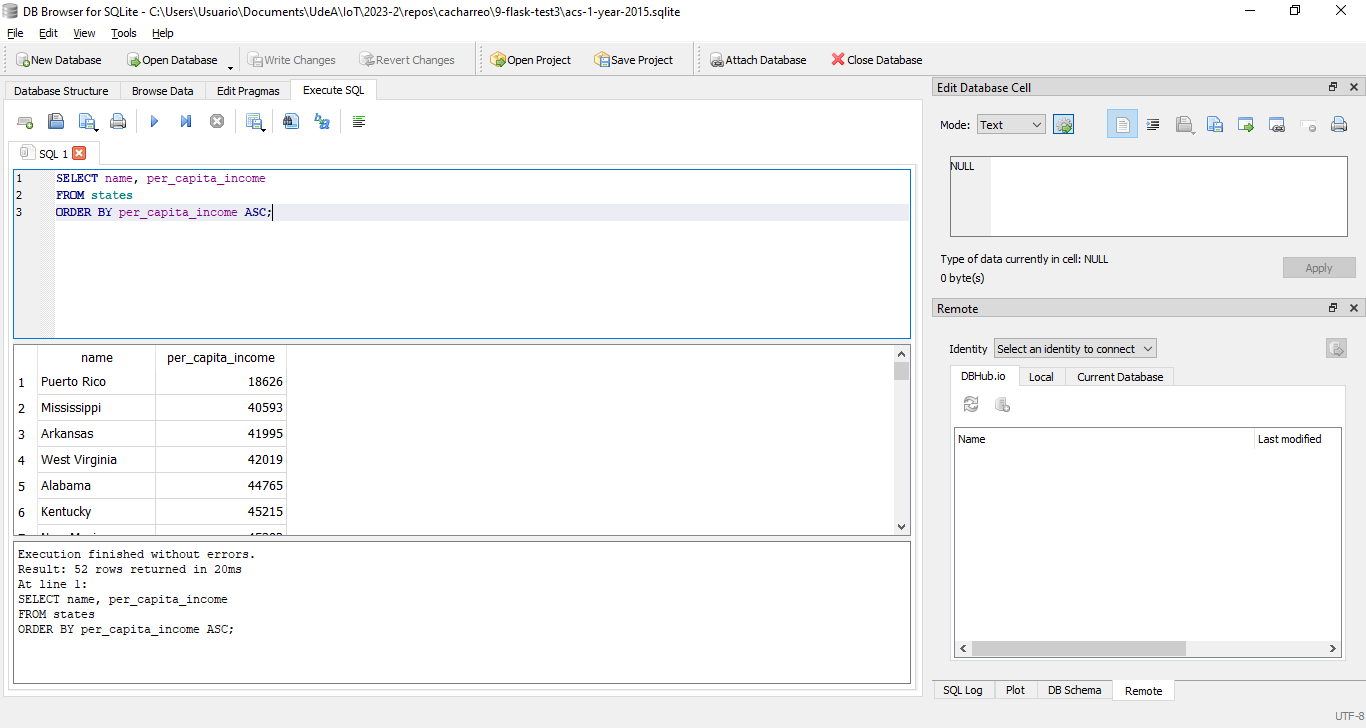 DB Browser for SQLite - C:\Users\Usuario\Documents\UdeA\IoT\2023-2\repos\cacharreo\9-flask-test3\acs-1-year-2015.sqlite
File Edit View Tools Help
New Database Open Database Write Changes Revert Changes Open Project Save Project Attach Database Close Database
Database Structure Browse Data Edit Pragmas Execute SQL
SQL 1
1 SELECT name, per_capita_income
2 FROM states
3 ORDER BY per_capita_income ASC;
name per_capita_income
1 Puerto Rico 18626
2 Mississippi 40593
3 Arkansas 41995
4 West Virginia 42019
5 Alabama 44765
6 Kentucky 45215
Execution finished without errors.
Result: 52 rows returned in 20ms
At line 1:
SELECT name, per_capita_income
FROM states
ORDER BY per_capita_income ASC;
Edit Database Cell
Mode: Text
NULL
Type of data currently in cell: NULL
0 byte(s)
Apply
Remote
Identity Select an identity to connect
DBHub.io Local Current Database
Name Last modified
SQL Log Plot DB Schema Remote
UTF-8